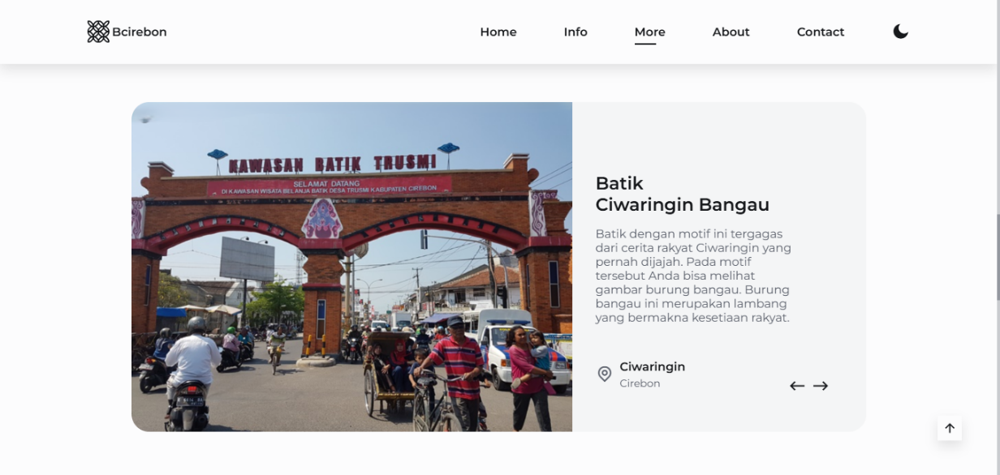 Bcirebon
Home
Info
More
About
Contact
KAWASAN BATIK TRUSMI
SELAMAT DATANG
DI KAWASAN WISATA BELANJA BATIK DESA TRUSMI KABUPATEN CIREBON
Batik
Ciwaringin Bangau
Batik dengan motif ini tergagas
dari cerita rakyat Ciwaringin yang
pernah dijajah. Pada motif
tersebut Anda bisa melihat
gambar burung bangau. Burung
bangau ini merupakan lambang
yang bermakna kesetiaan rakyat.
Ciwaringin
Cirebon